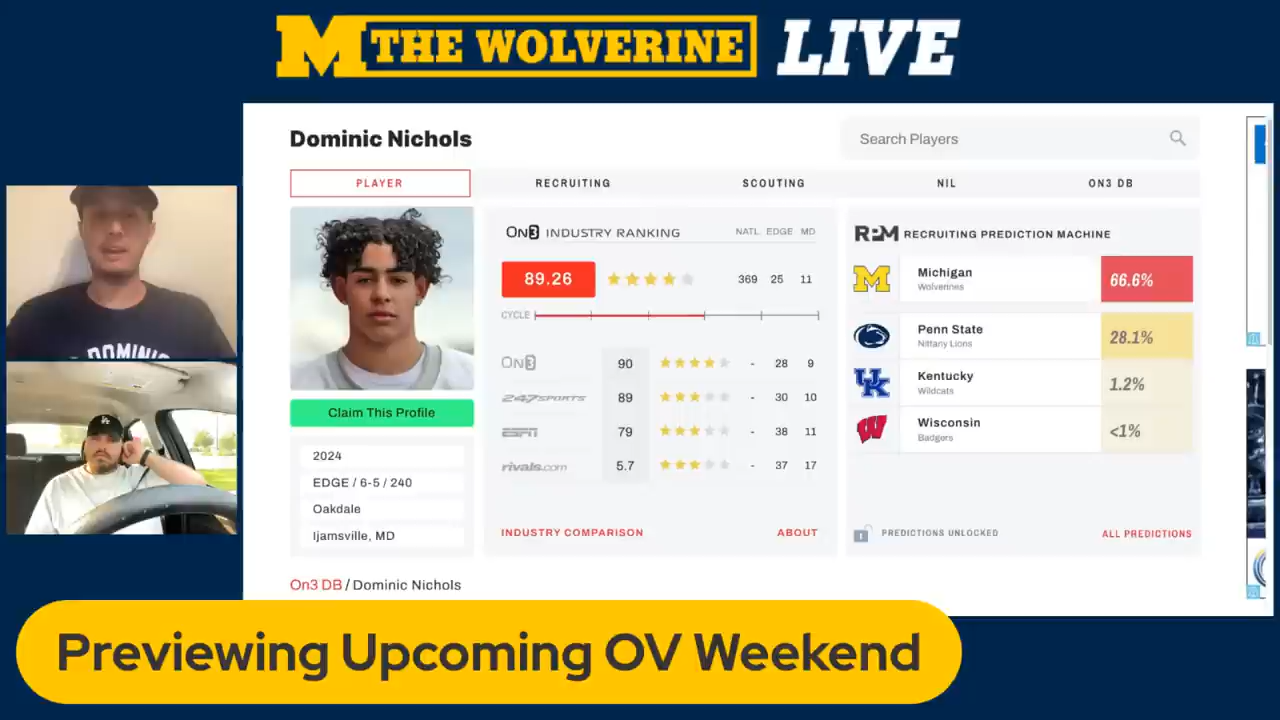 M THE WOLVERINE LIVE
Dominic Nichols
Search Players
PLAYER
RECRUITING
SCOUTING
NIL
ON3 DB
Claim This Profile
2024
EDGE / 6-5 / 240
Oakdale
Ijamsville, MD
On3 INDUSTRY RANKING NATL EDGE MD
89.26 369 25 11
CYCLE
On3 90 - 28 9
247SPORTS 89 - 30 10
ESPN 79 - 38 11
rivals.com 5.7 - 37 17
INDUSTRY COMPARISON ABOUT
RPM RECRUITING PREDICTION MACHINE
M Michigan 66.6%
Wolverines
Penn State 28.1%
Nittany Lions
UK Kentucky 1.2%
Wildcats
W Wisconsin <1%
Badgers
PREDICTIONS UNLOCKED ALL PREDICTIONS
On3 DB / Dominic Nichols
DOMINIC
LA
Previewing Upcoming OV Weekend